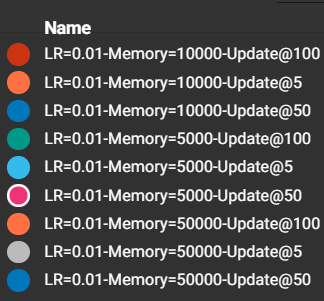 Name
LR=0.01-Memory=10000-Update@100
LR=0.01-Memory=10000-Update@5
LR=0.01-Memory=10000-Update@50
LR=0.01-Memory=5000-Update@100
LR=0.01-Memory=5000-Update@5
LR=0.01-Memory=5000-Update@50
LR=0.01-Memory=50000-Update@100
LR=0.01-Memory=50000-Update@5
LR=0.01-Memory=50000-Update@50